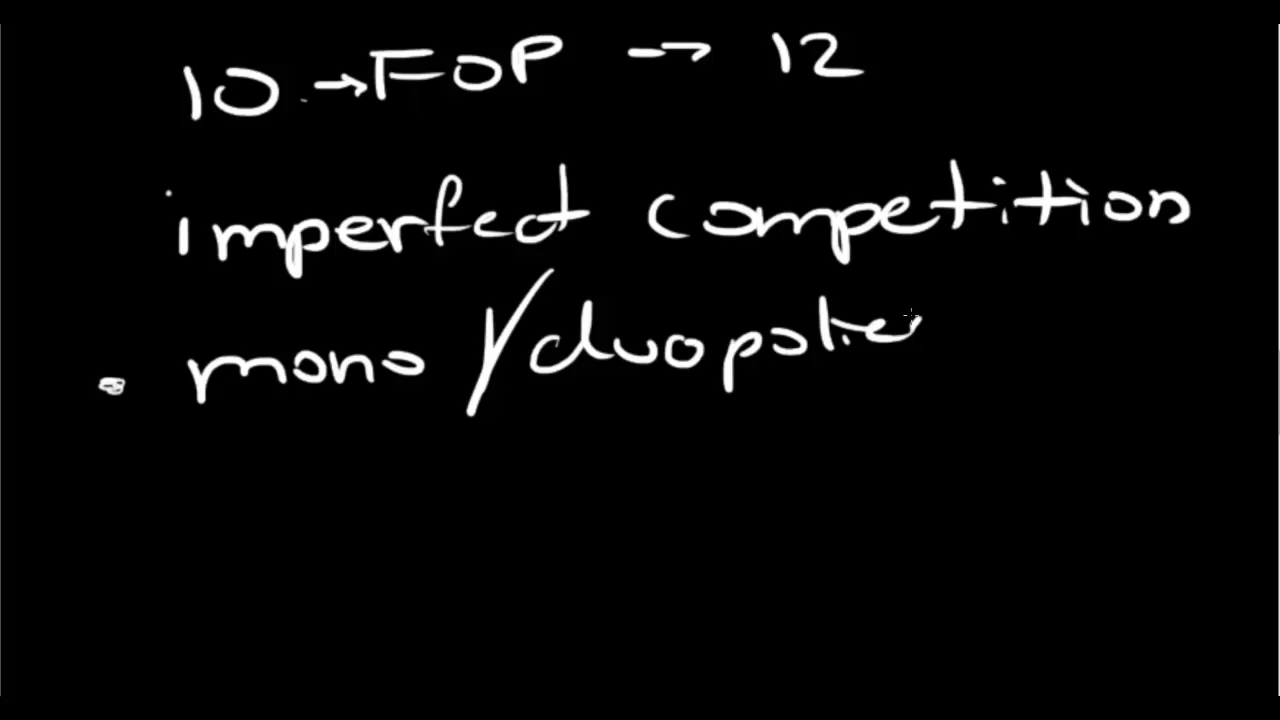 10 → FOP → 12
imperfect competition
• mono/duopolie